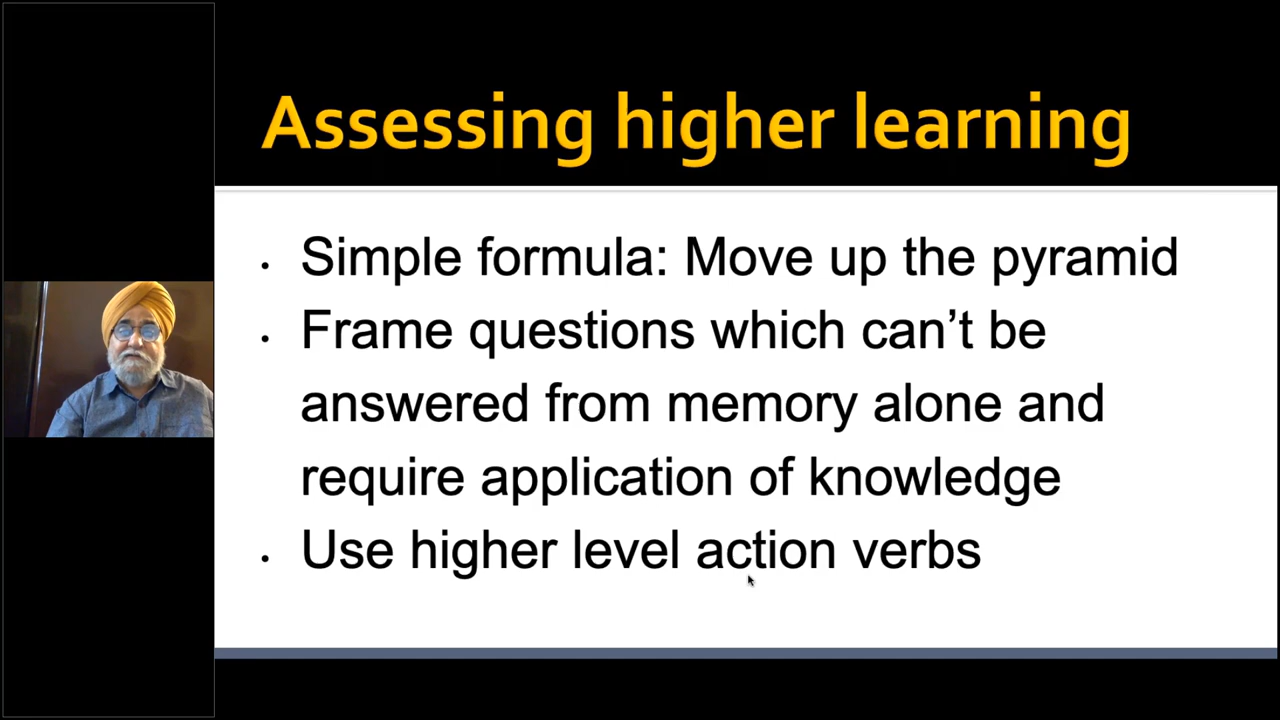 Assessing higher learning
• Simple formula: Move up the pyramid
• Frame questions which can’t be
answered from memory alone and
require application of knowledge
• Use higher level action verbs